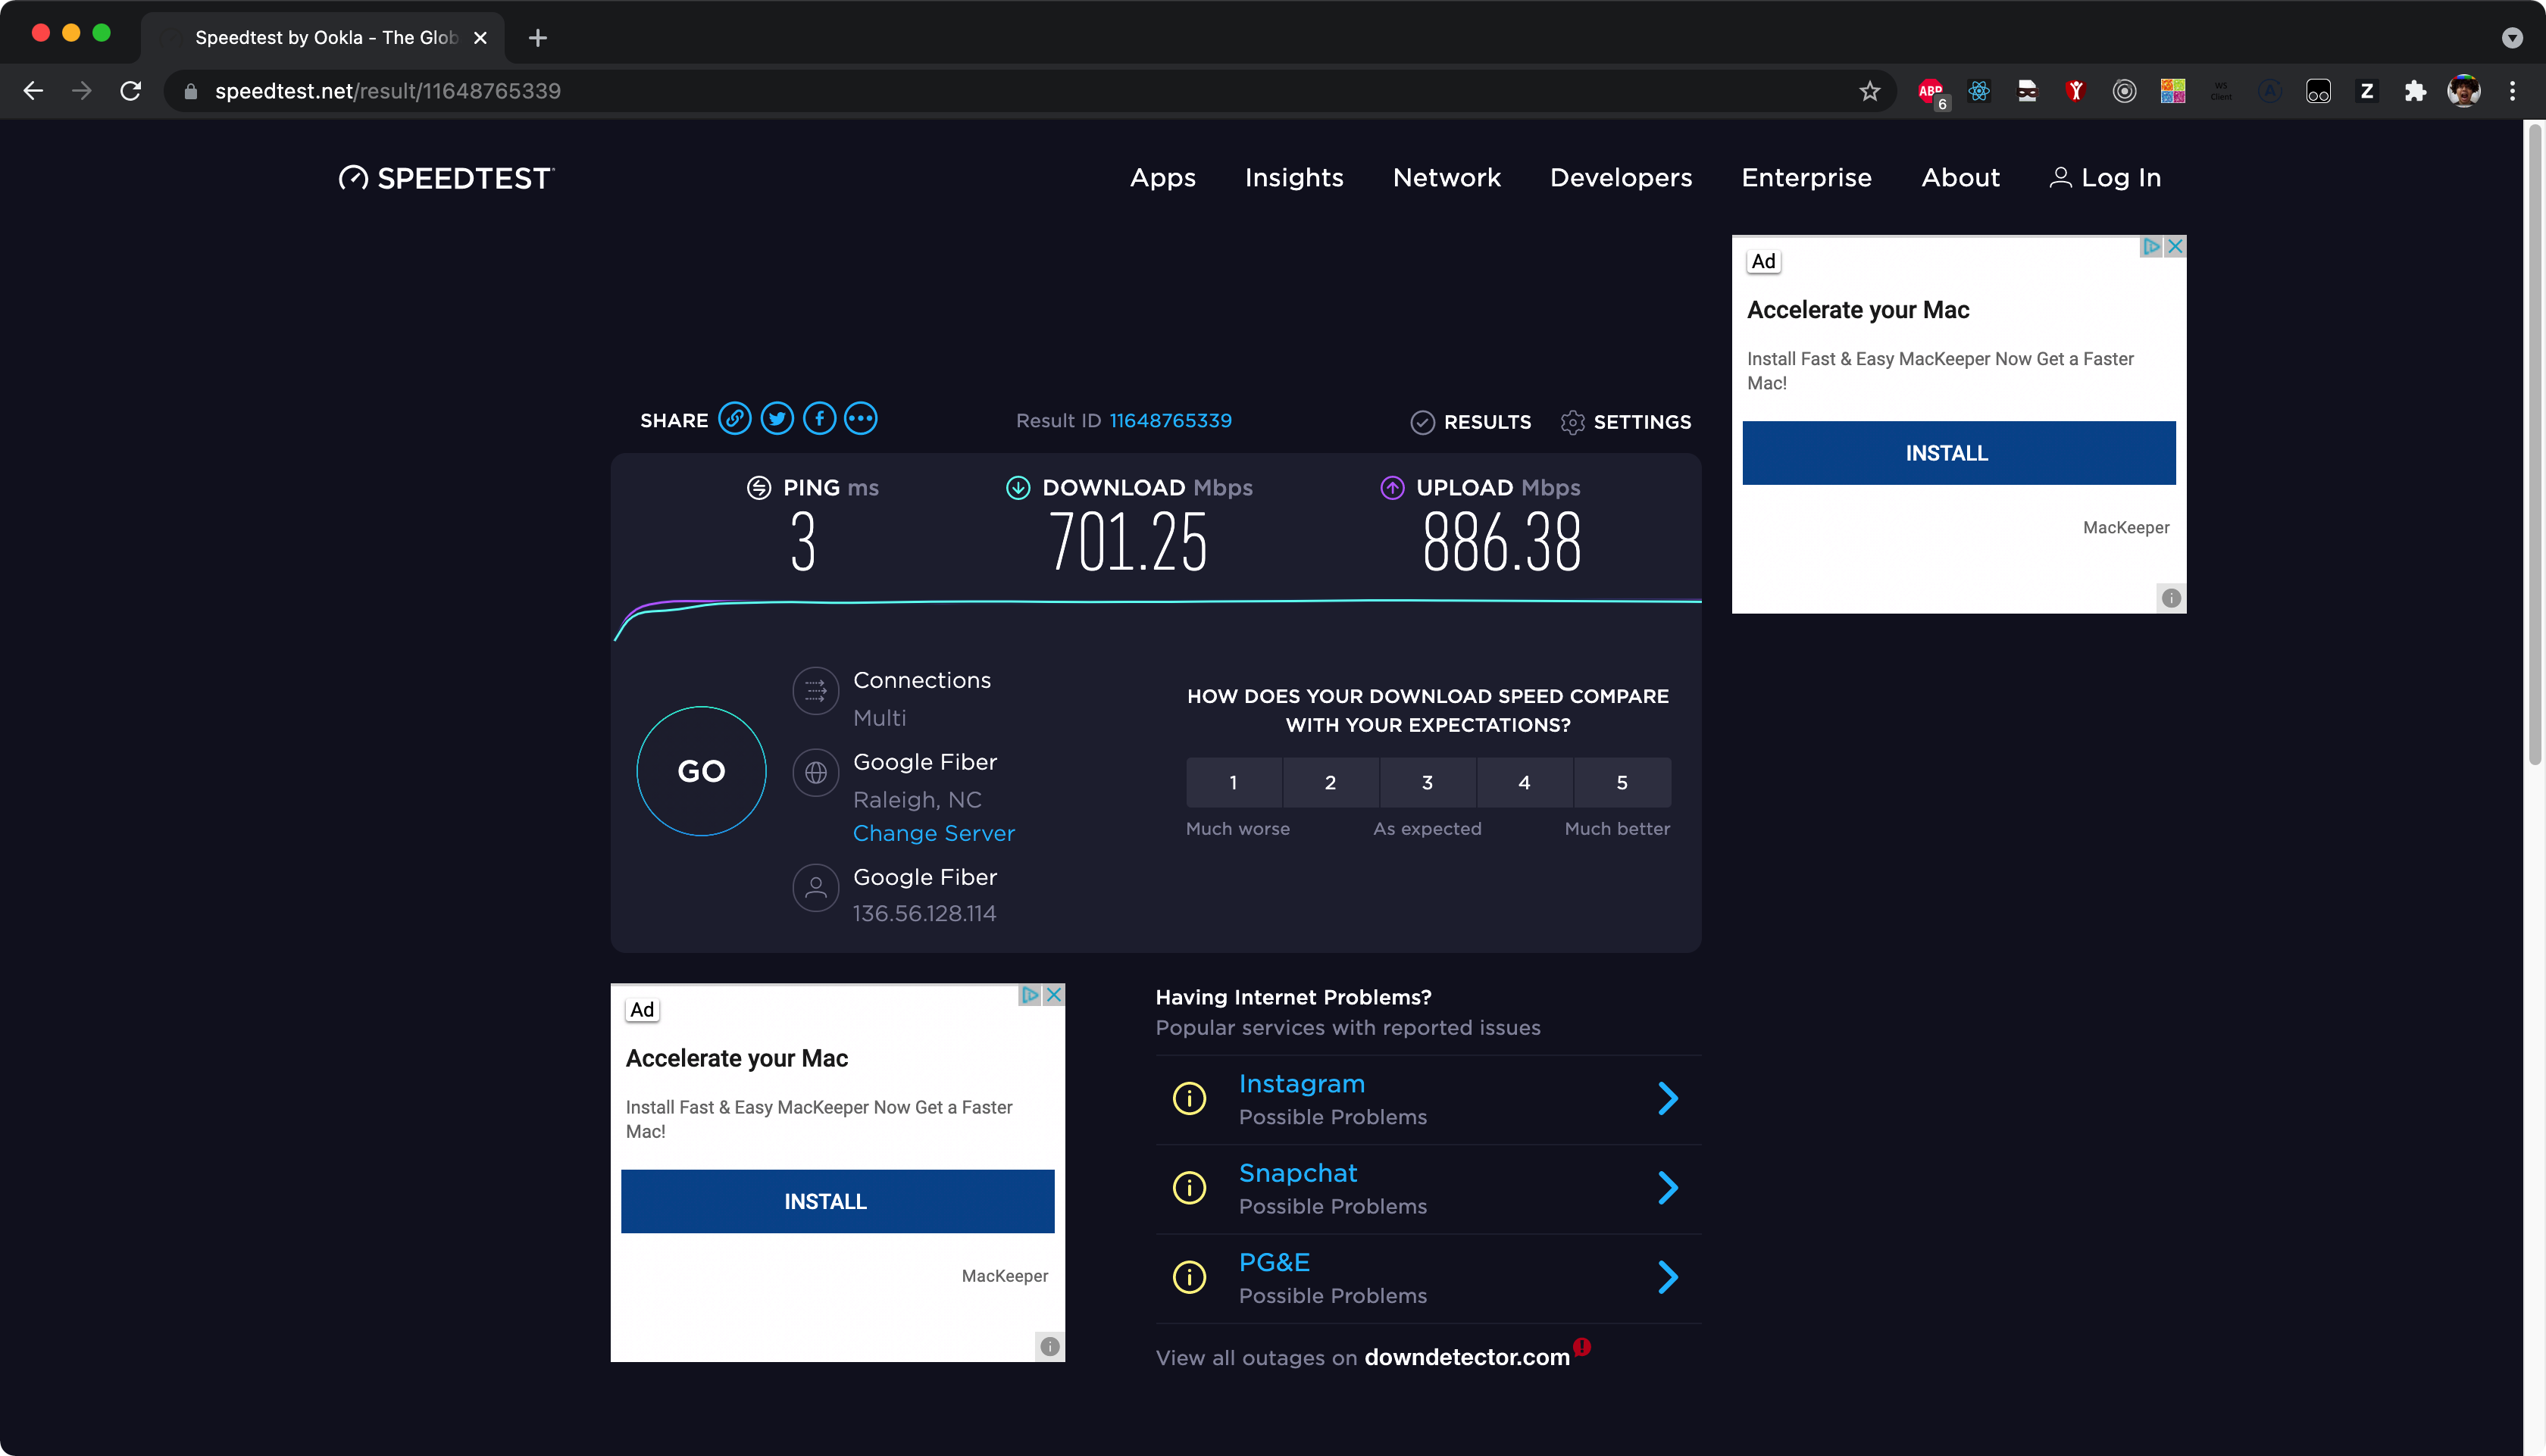 Speedtest by Ookla - The Glob
speedtest.net/result/11648765339
ABP
6
WS
Client
A
Z
SPEEDTEST
Apps
Insights
Network
Developers
Enterprise
About
Log In
Ad
Accelerate your Mac
Install Fast & Easy MacKeeper Now Get a Faster
Mac!
INSTALL
MacKeeper
SHARE
Result ID 11648765339
RESULTS
SETTINGS
PING ms
3
DOWNLOAD Mbps
701.25
UPLOAD Mbps
886.38
GO
Connections
Multi
Google Fiber
Raleigh, NC
Change Server
Google Fiber
136.56.128.114
HOW DOES YOUR DOWNLOAD SPEED COMPARE
WITH YOUR EXPECTATIONS?
1 2 3 4 5
Much worse
As expected
Much better
Ad
Accelerate your Mac
Install Fast & Easy MacKeeper Now Get a Faster
Mac!
INSTALL
MacKeeper
Having Internet Problems?
Popular services with reported issues
Instagram
Possible Problems
Snapchat
Possible Problems
PG&E
Possible Problems
View all outages on downdetector.com